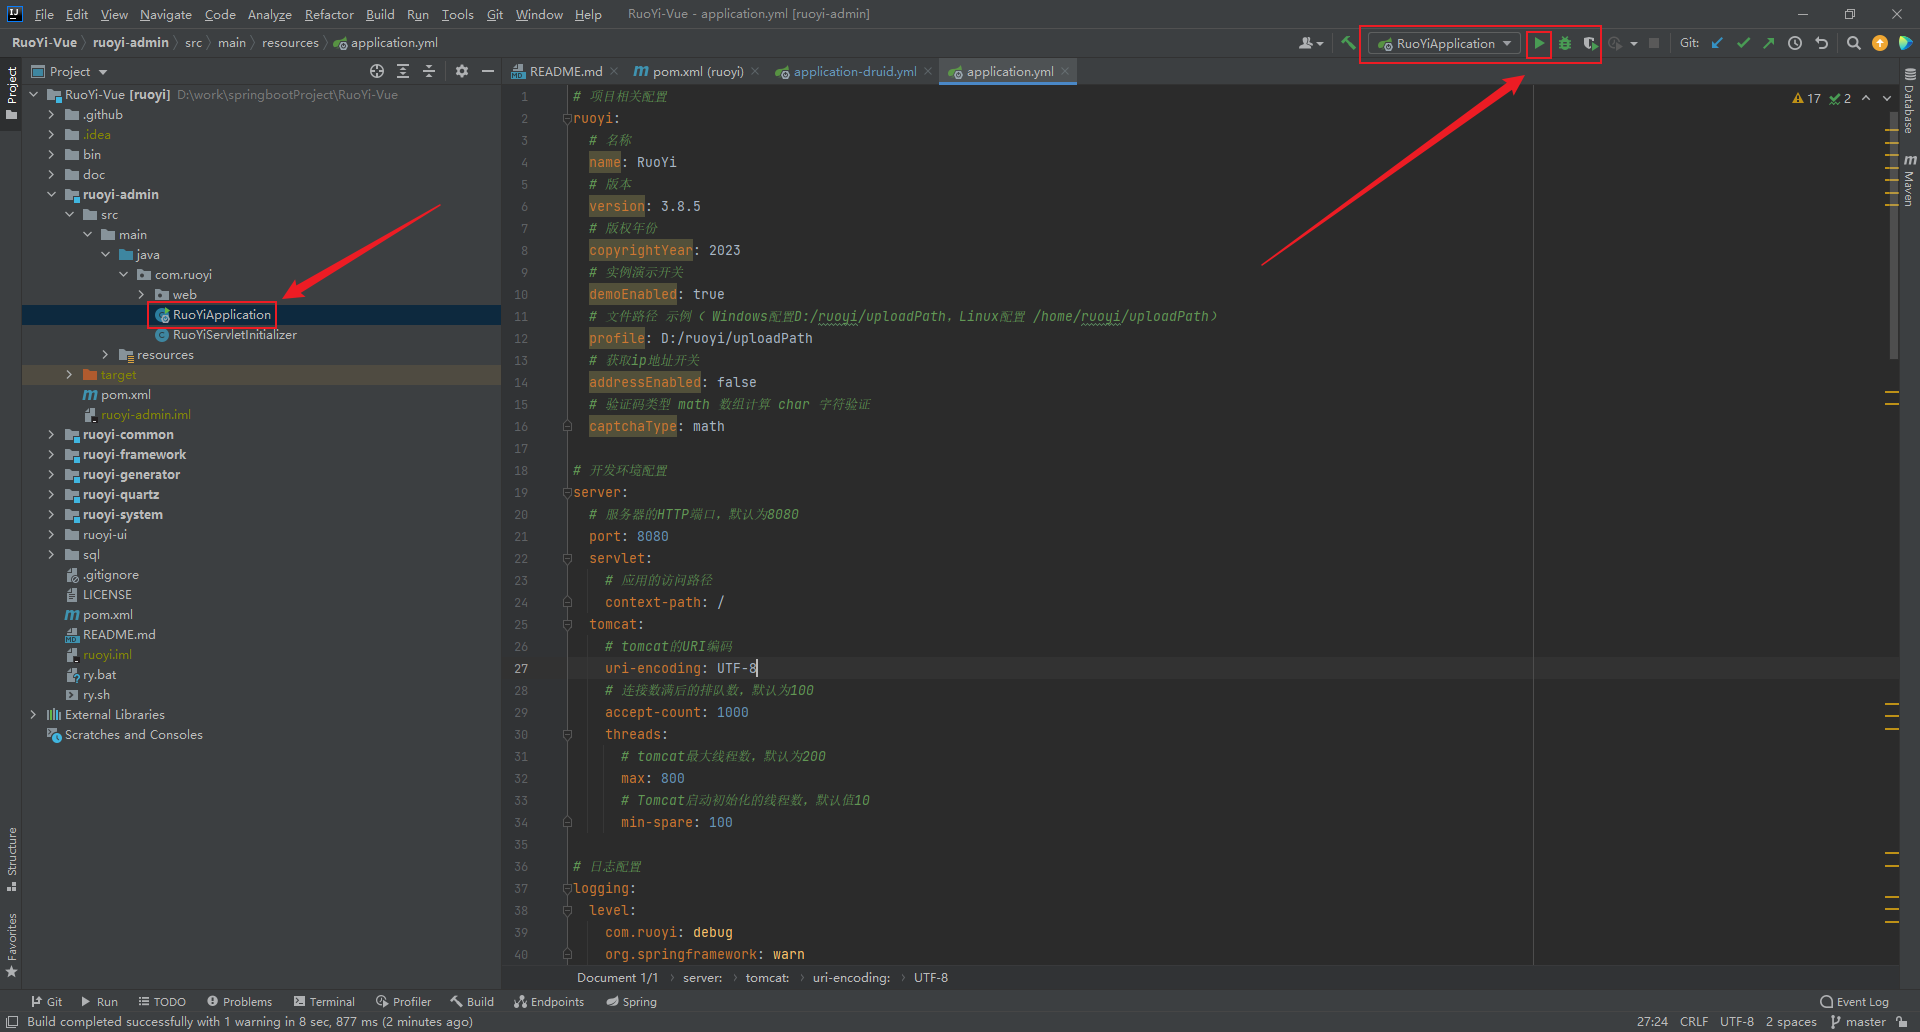 File Edit View Navigate Code Analyze Refactor Build Run Tools Git Window Help RuoYi-Vue - application.yml [ruoyi-admin]
RuoYi-Vue ruoyi-admin src main resources application.yml RuoYiApplication Git:
Project
README.md pom.xml (ruoyi) application-druid.yml application.yml
Project
RuoYi-Vue [ruoyi] D:\work\springbootProject\RuoYi-Vue
.github
.idea
bin
doc
ruoyi-admin
src
main
java
com.ruoyi
web
RuoYiApplication
RuoYiServletInitializer
resources
target
pom.xml
ruoyi-admin.iml
ruoyi-common
ruoyi-framework
ruoyi-generator
ruoyi-quartz
ruoyi-system
ruoyi-ui
sql
.gitignore
LICENSE
pom.xml
README.md
ruoyi.iml
ry.bat
ry.sh
External Libraries
Scratches and Consoles
Structure
Favorites
17 2
1 # 项目相关配置
2 ruoyi:
3 # 名称
4 name: RuoYi
5 # 版本
6 version: 3.8.5
7 # 版权年份
8 copyrightYear: 2023
9 # 实例演示开关
10 demoEnabled: true
11 # 文件路径 示例（ Windows配置D:/ruoyi/uploadPath，Linux配置 /home/ruoyi/uploadPath）
12 profile: D:/ruoyi/uploadPath
13 # 获取ip地址开关
14 addressEnabled: false
15 # 验证码类型 math 数组计算 char 字符验证
16 captchaType: math
17
18 # 开发环境配置
19 server:
20 # 服务器的HTTP端口，默认为8080
21 port: 8080
22 servlet:
23 # 应用的访问路径
24 context-path: /
25 tomcat:
26 # tomcat的URI编码
27 uri-encoding: UTF-8
28 # 连接数满后的排队数，默认为100
29 accept-count: 1000
30 threads:
31 # tomcat最大线程数，默认为200
32 max: 800
33 # Tomcat启动初始化的线程数，默认值10
34 min-spare: 100
35
36 # 日志配置
37 logging:
38 level:
39 com.ruoyi: debug
40 org.springframework: warn
Database
Maven
Document 1/1 server: tomcat: uri-encoding: UTF-8
Git Run TODO Problems Terminal Profiler Build Endpoints Spring Event Log
Build completed successfully with 1 warning in 8 sec, 877 ms (2 minutes ago) 27:24 CRLF UTF-8 2 spaces master